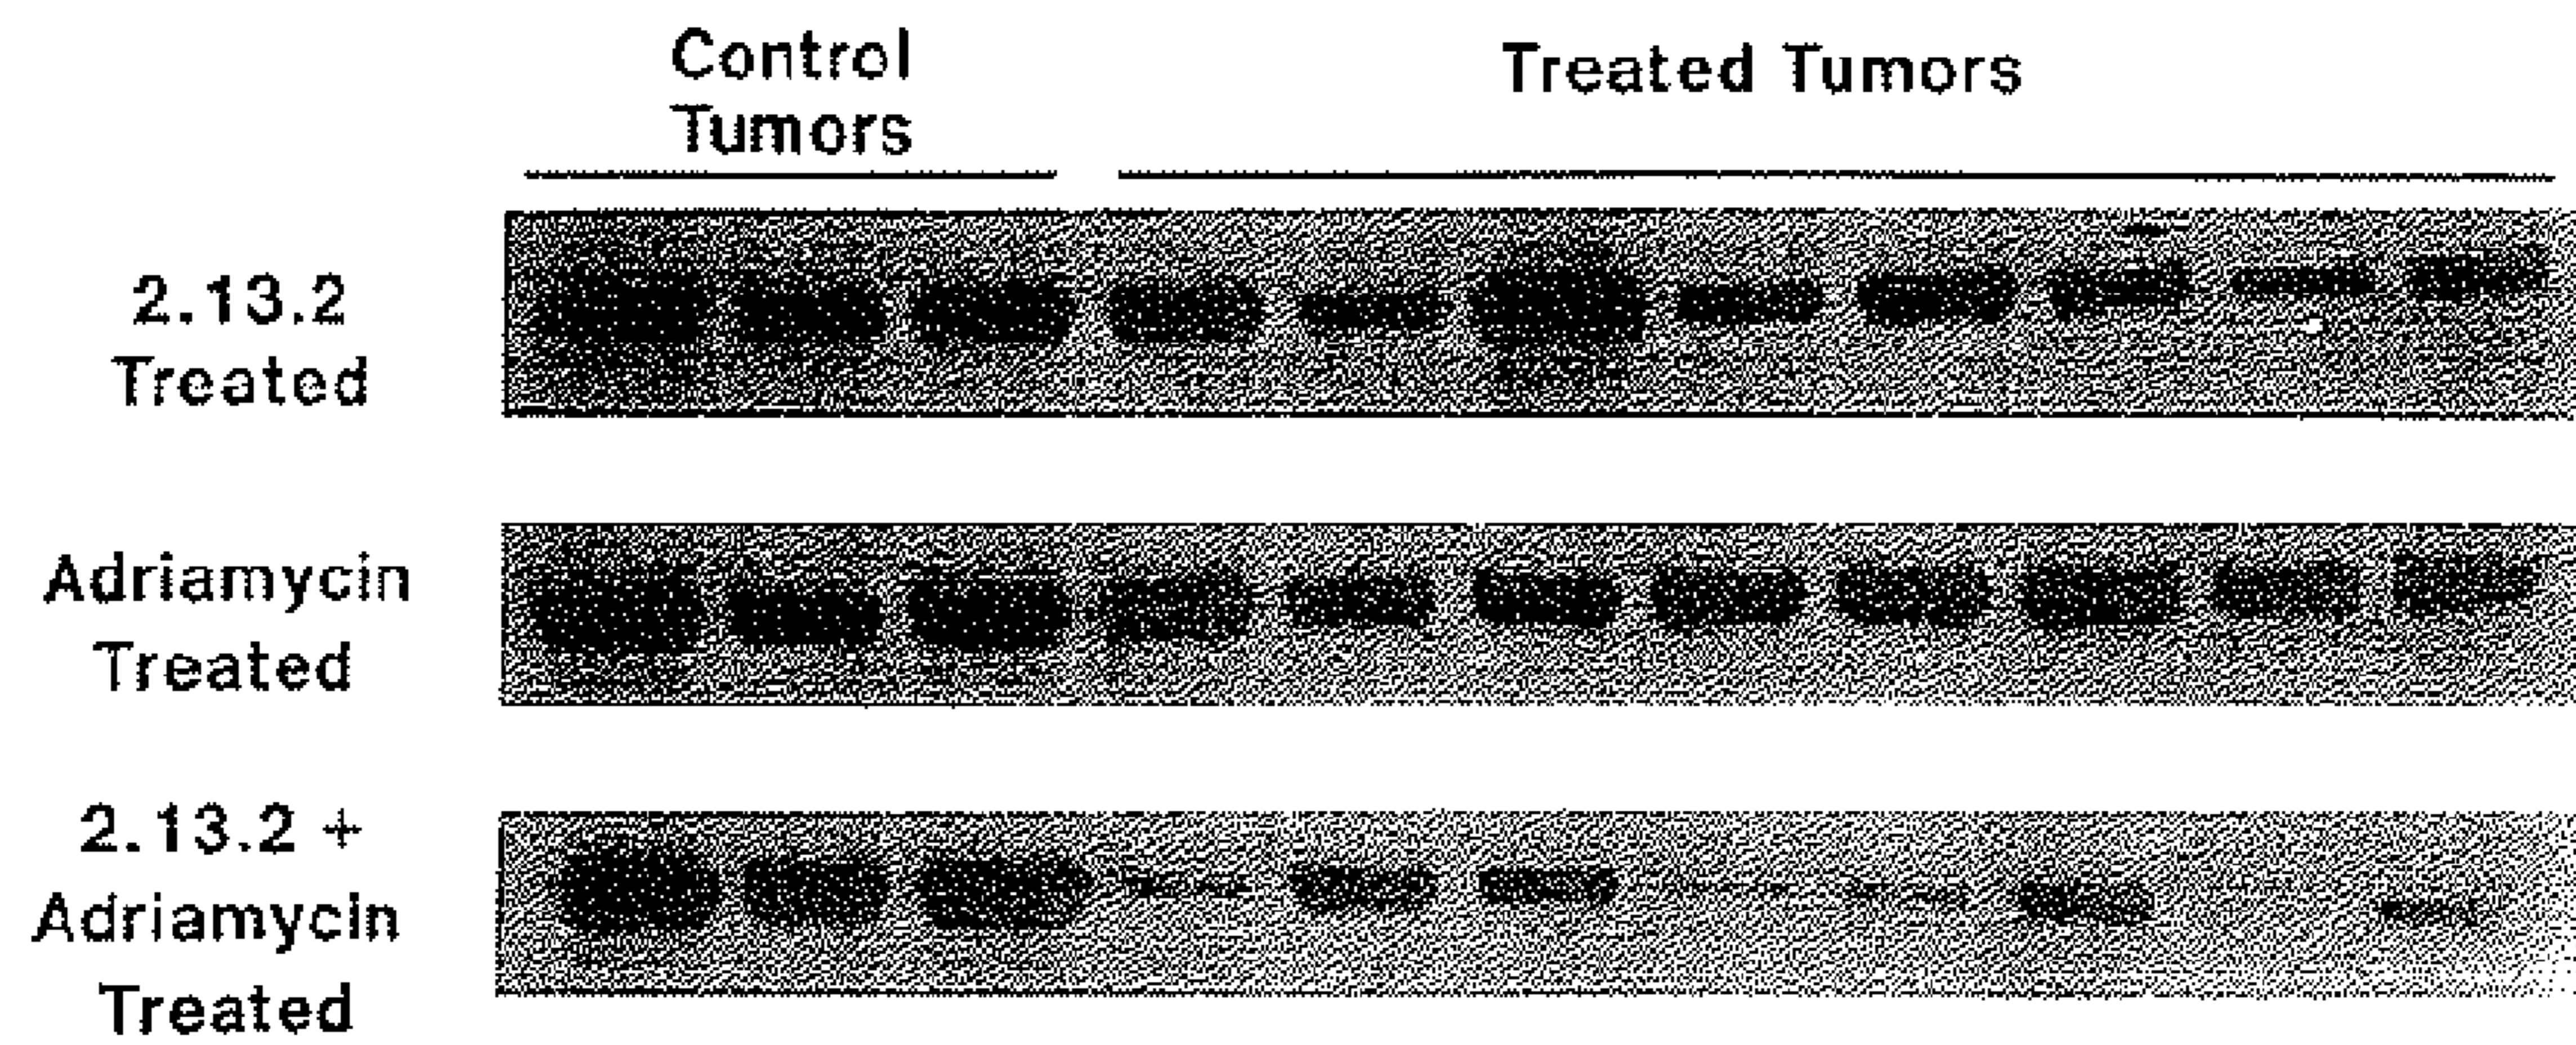 Control
Tumors
Treated Tumors
2.13.2
Treated
Adriamycin
Treated
2.13.2 +
Adriamycin
Treated